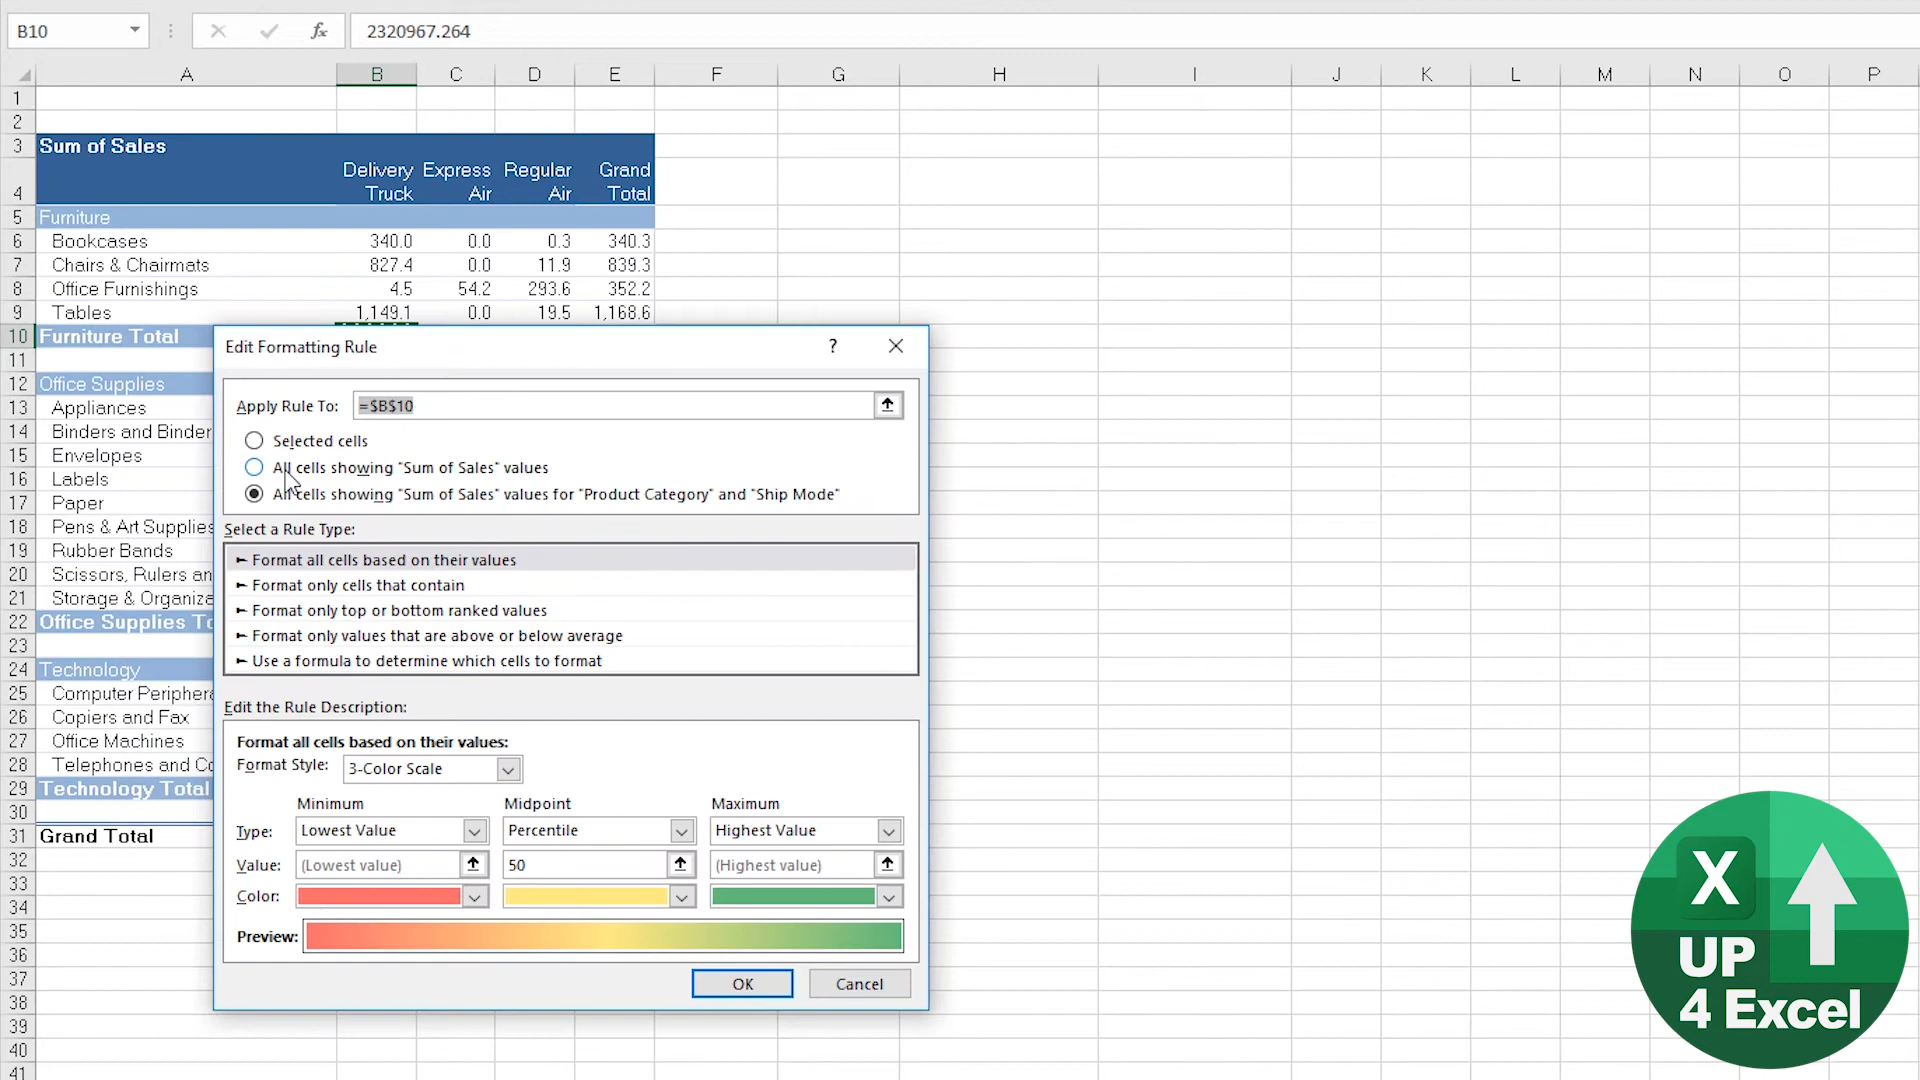 B10
fx
2320967.264
A B C D E F G H I J K L M N O P
1
2
3 Sum of Sales
Delivery Express Regular Grand
4 Truck Air Air Total
5 Furniture
6 Bookcases 340.0 0.0 0.3 340.3
7 Chairs & Chairmats 827.4 0.0 11.9 839.3
8 Office Furnishings 4.5 54.2 293.6 352.2
9 Tables 1,149.1 0.0 19.5 1,168.6
10 Furniture Total
11
12 Office Supplies
13 Appliances
14 Binders and Binder
15 Envelopes
16 Labels
17 Paper
18 Pens & Art Supplies
19 Rubber Bands
20 Scissors, Rulers an
21 Storage & Organiza
22 Office Supplies To
23
24 Technology
25 Computer Periphera
26 Copiers and Fax
27 Office Machines
28 Telephones and Co
29 Technology Total
30
31 Grand Total
32
33
34
35
36
37
38
39
40
41
Edit Formatting Rule ?
Apply Rule To: =$B$10
Selected cells
All cells showing "Sum of Sales" values
All cells showing "Sum of Sales" values for "Product Category" and "Ship Mode"
Select a Rule Type:
► Format all cells based on their values
► Format only cells that contain
► Format only top or bottom ranked values
► Format only values that are above or below average
► Use a formula to determine which cells to format
Edit the Rule Description:
Format all cells based on their values:
Format Style: 3-Color Scale
Minimum Midpoint Maximum
Type: Lowest Value Percentile Highest Value
Value: (Lowest value) 50 (Highest value)
Color:
Preview:
OK Cancel
X
UP
4 Excel